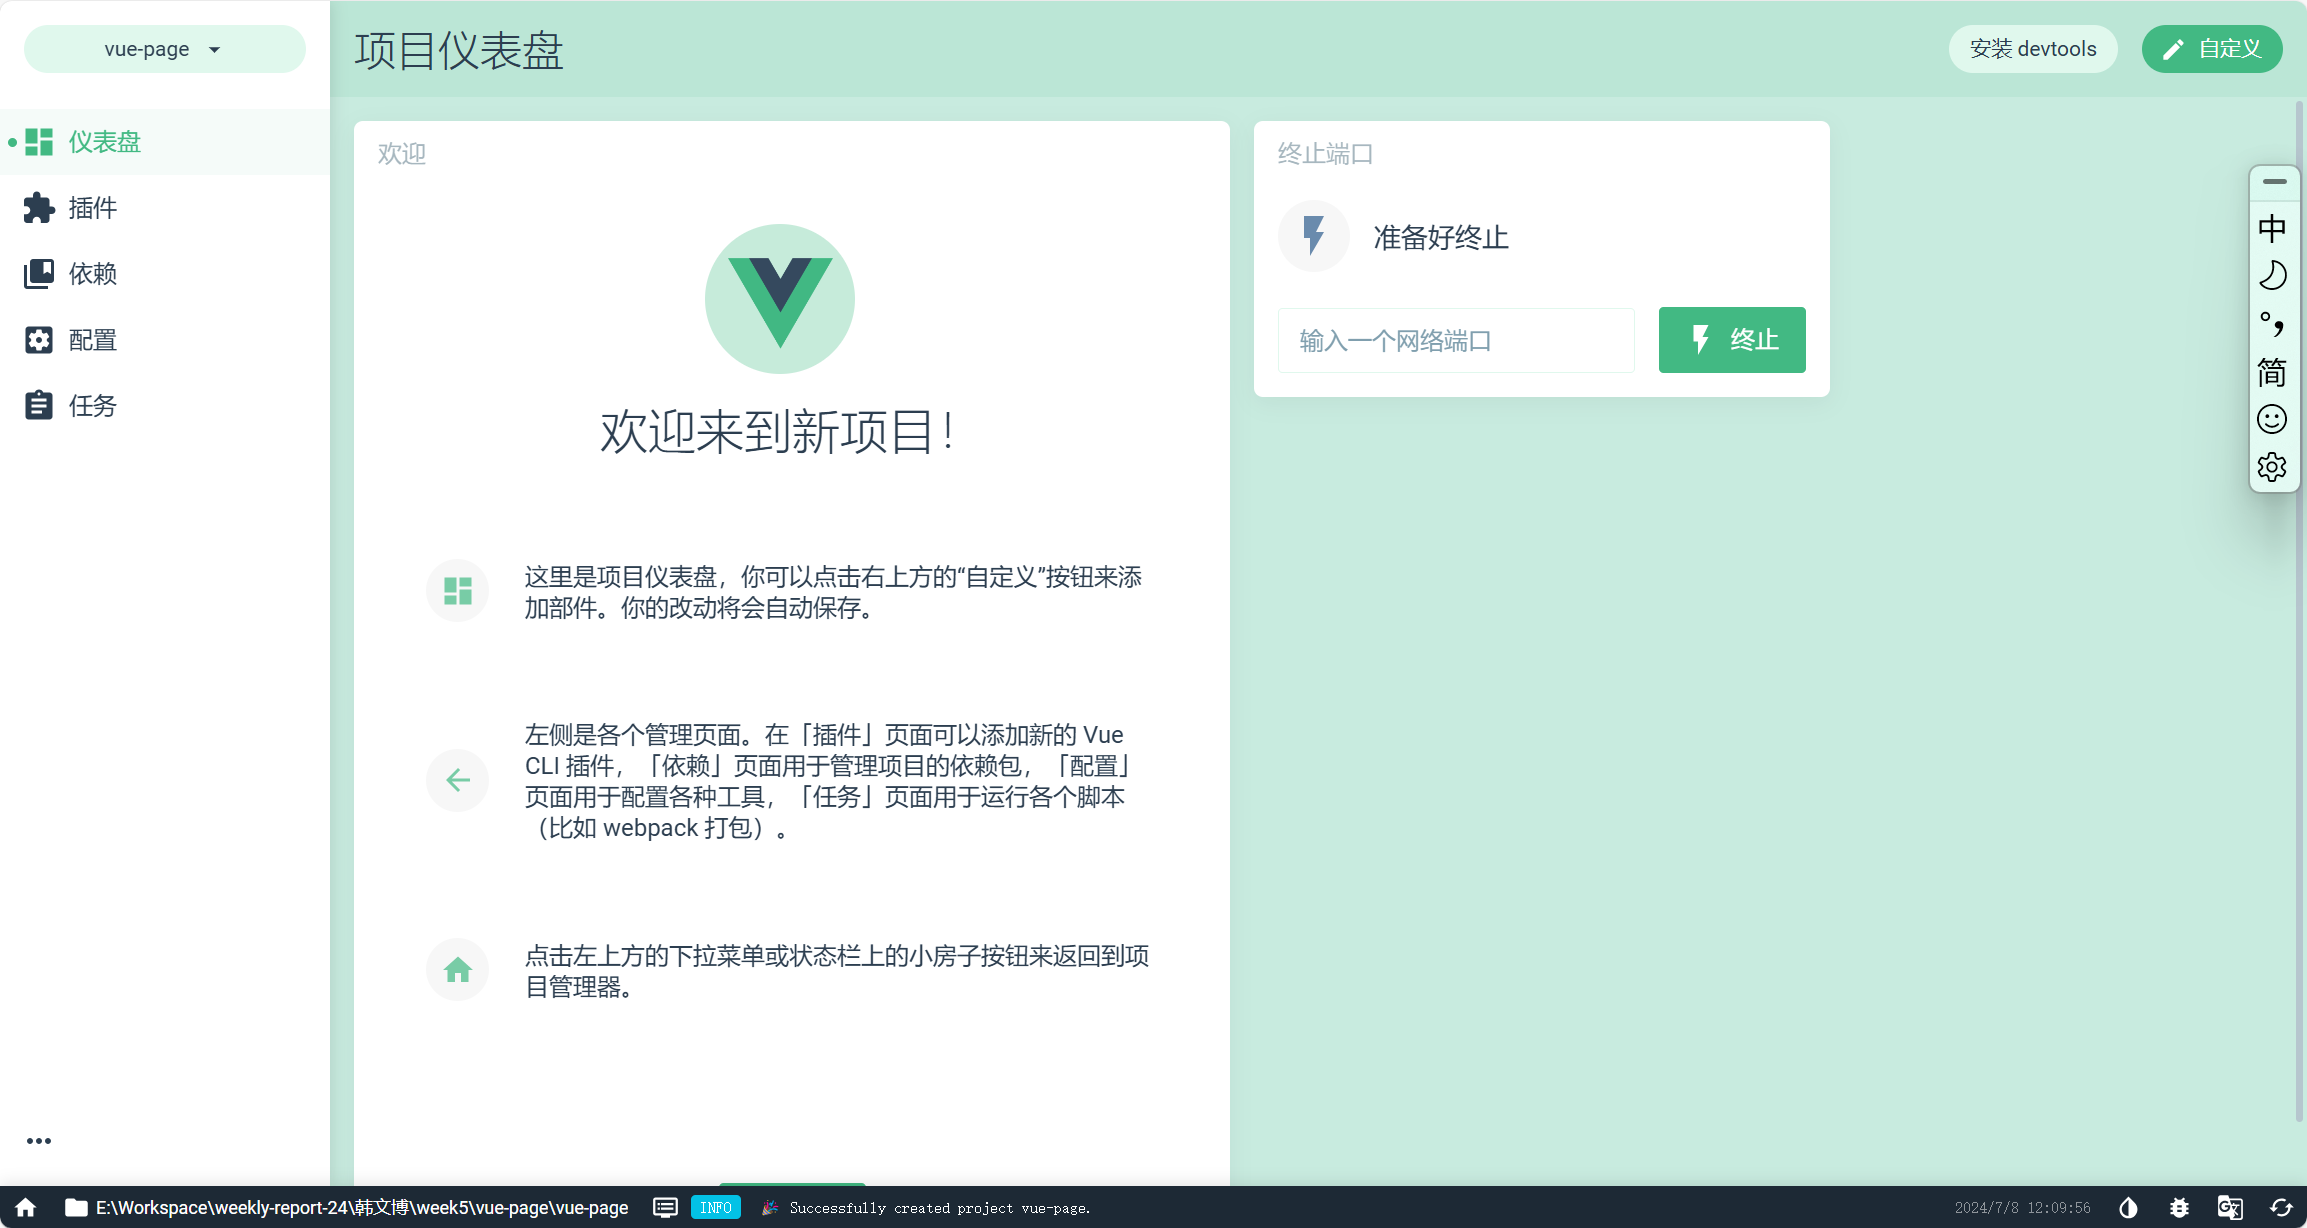 vue-page
项目仪表盘
安装 devtools
自定义
仪表盘
插件
依赖
配置
任务
欢迎
欢迎来到新项目！
这里是项目仪表盘，你可以点击右上方的“自定义”按钮来添
加部件。你的改动将会自动保存。
左侧是各个管理页面。在「插件」页面可以添加新的 Vue
CLI 插件，「依赖」页面用于管理项目的依赖包，「配置」
页面用于配置各种工具，「任务」页面用于运行各个脚本
（比如 webpack 打包）。
点击左上方的下拉菜单或状态栏上的小房子按钮来返回到项
目管理器。
终止端口
准备好终止
输入一个网络端口
终止
中
简
E:\Workspace\weekly-report-24\韩文博\week5\vue-page\vue-page
INFO
Successfully created project vue-page.
2024/7/8 12:09:56